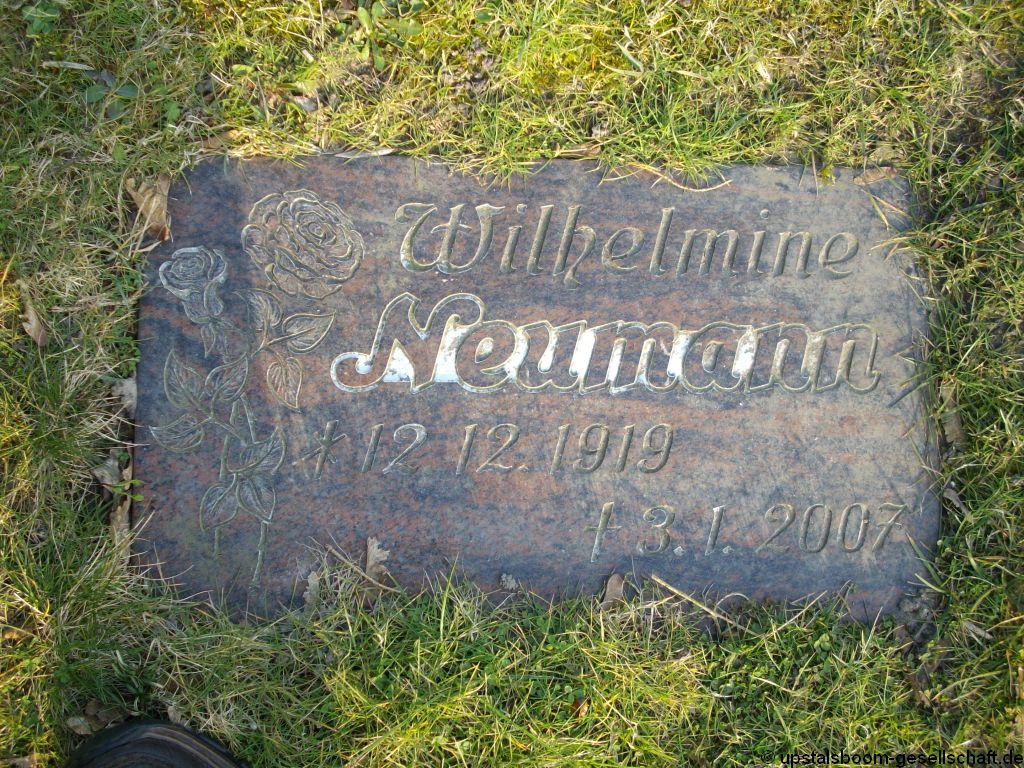 Wilhelmine
Neumann
* 12. 12. 1919
† 3. 1. 2007
© upstalsboom-gesellschaft.de